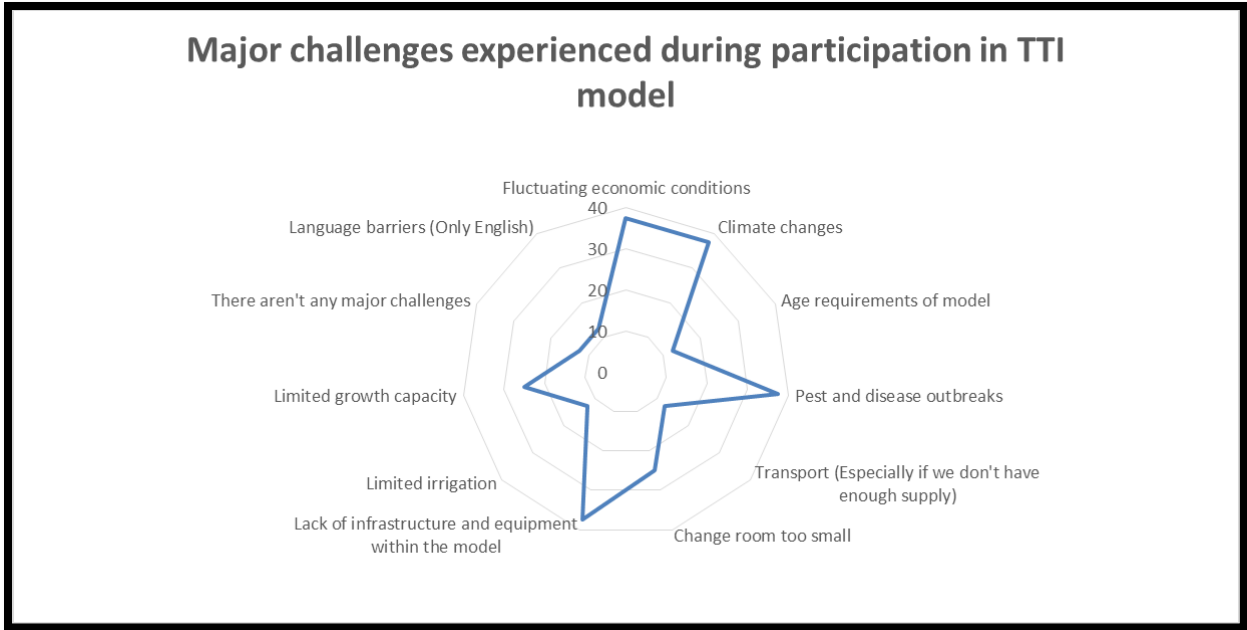 Major challenges experienced during participation in TTI
model
Fluctuating economic conditions
40
Language barriers (Only English)
Climate changes
30
There aren't any major challenges
20
Age requirements of model
10
0
Limited growth capacity
Pest and disease outbreaks
Limited irrigation
Transport (Especially if we don't have
enough supply)
Lack of infrastructure and equipment
within the model
Change room too small